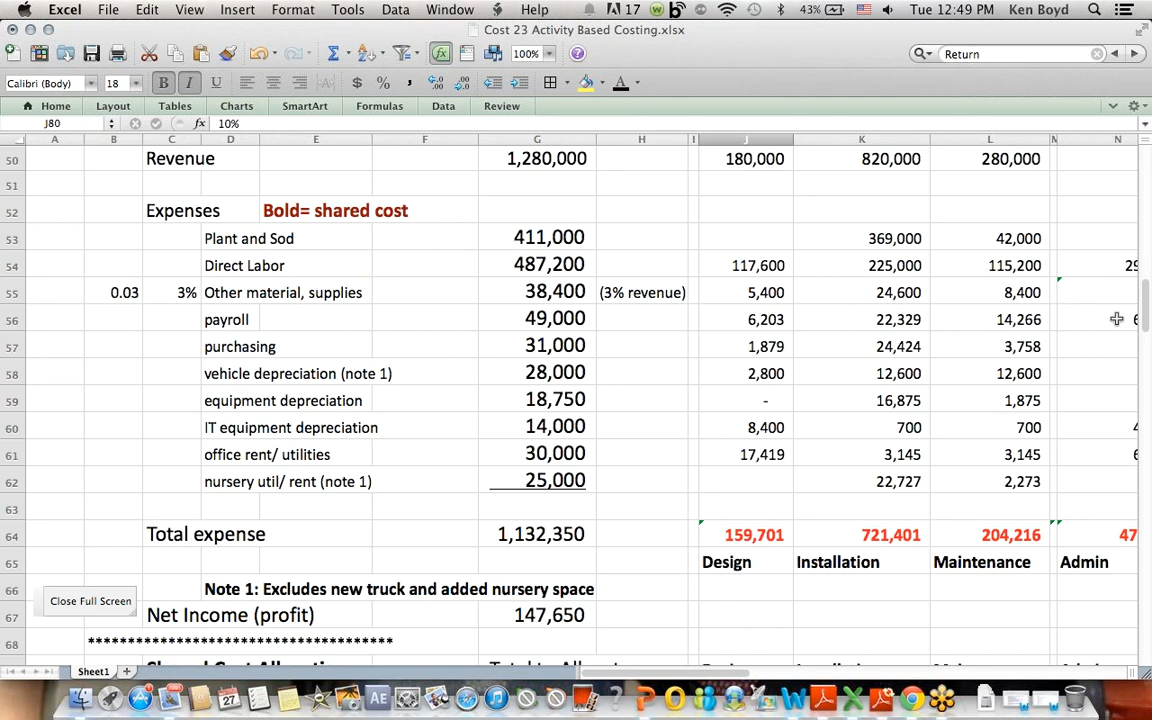 Excel File Edit View Insert Format Tools Data Window Help 17 43% Tue 12:49 PM Ken Boyd
Cost 23 Activity Based Costing.xlsx
100% Return
Calibri (Body) 18 B I U A $ % A
Home Layout Tables Charts SmartArt Formulas Data Review
J80 fx 10%
A B C D E F G H I J K L M N
50 Revenue 1,280,000 180,000 820,000 280,000
51
52 Expenses Bold= shared cost
53 Plant and Sod 411,000 369,000 42,000
54 Direct Labor 487,200 117,600 225,000 115,200 29
55 0.03 3% Other material, supplies 38,400 (3% revenue) 5,400 24,600 8,400
56 payroll 49,000 6,203 22,329 14,266 6
57 purchasing 31,000 1,879 24,424 3,758
58 vehicle depreciation (note 1) 28,000 2,800 12,600 12,600
59 equipment depreciation 18,750 - 16,875 1,875
60 IT equipment depreciation 14,000 8,400 700 700 4
61 office rent/ utilities 30,000 17,419 3,145 3,145 6
62 nursery util/ rent (note 1) 25,000 22,727 2,273
63
64 Total expense 1,132,350 159,701 721,401 204,216 47
65 Design Installation Maintenance Admin
66 Note 1: Excludes new truck and added nursery space
Close Full Screen
67 Net Income (profit) 147,650
68 **************************************
Sheet1
AE 27 P O W X